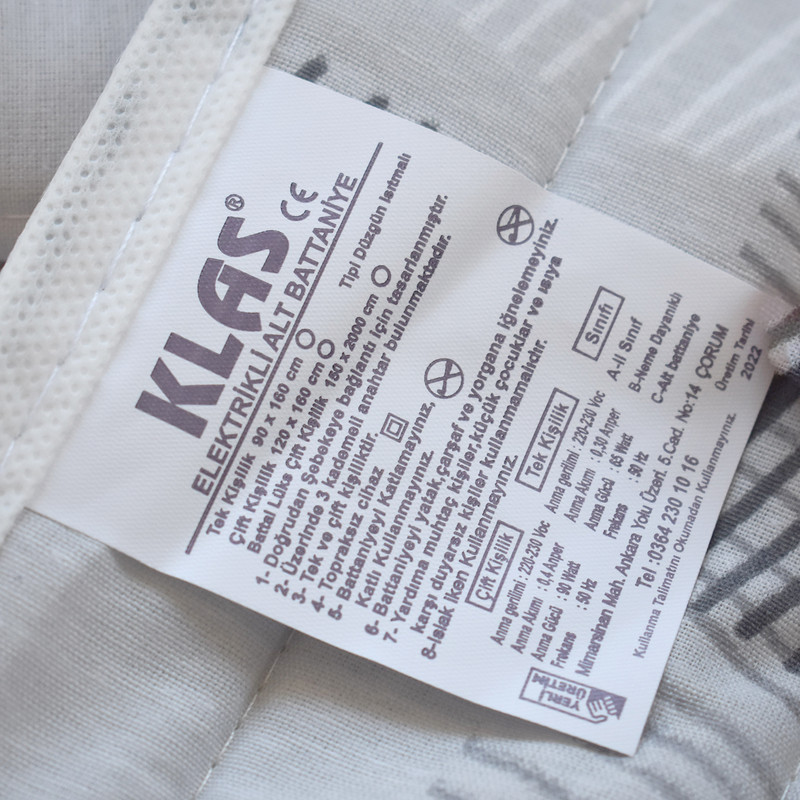 KLAS® CE
ELEKTRİKLİ ALT BATTANİYE
Tek Kişilik 90 x 160 cm Tipi Düzgün Isıtmalı
Çift Kişilik 120 x 160 cm
Battal Lüks Çift Kişilik 150 x 2000 cm
1- Doğrudan Şebekeye bağlantı için tasarlanmıştır.
2- Üzerinde 3 kademeli anahtar bulunmaktadır.
3- Tek ve çift kişiliktir.
4- Topraksız cihaz
5- Battaniyeyi Katlamayınız,
Katlı Kullanmayınız.
6- Battaniyeyi yatak,çarşaf ve yorgana iğnelemeyiniz.
7- Yardıma muhtaç kişiler,küçük çocuklar ve ısıya
karşı duyarsız kişiler kullanmamalıdır.
8-Islak iken Kullanmayınız.
Çift Kişilik
Anma gerilimi : 220-230 Voc
Anma Akımı : 0.4 Anper
Anma Gücü : 90 Watt
Frekans : 50 Hz
Tek Kişilik
Anma gerilimi : 220-230 Voc
Anma Akımı : 0.30 Anper
Anma Gücü : 65 Watt
Frekans : 50 Hz
Sınıfı
A-II Sınıf
B-Neme Dayanıklı
C-Alt battaniye
Mimarsinan Mah. Ankara Yolu Üzeri. 5.Cad. No:14 ÇORUM
Tel : 0364 230 10 16
Üretim Tarihi
2022
Kullanma Talimatını Okumadan Kullanmayınız.
YERLİ
ÜRETİM